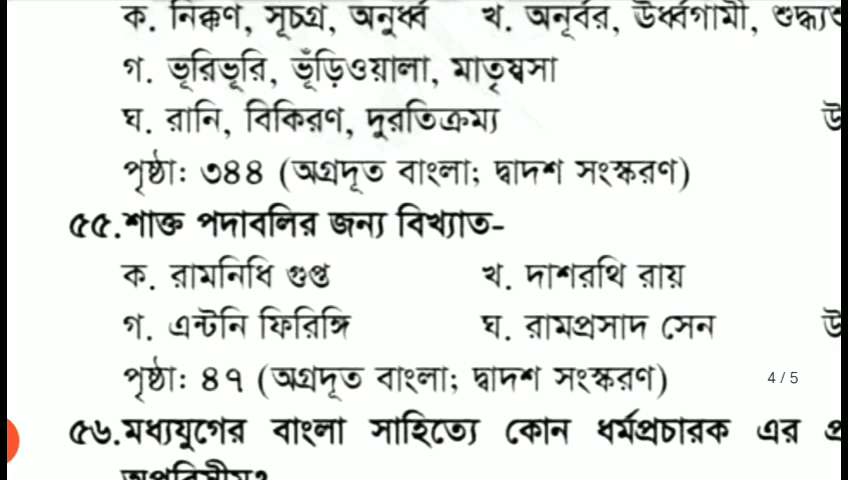 ক. নিক্কণ, সূচগ্র, অনুর্ধ্ব খ. অনূর্বর, উর্ধ্বগামী,
গ. ভূরিভূরি, ভূঁড়িওয়ালা, মাতৃষ্বসা
ঘ. রানি, বিকিরণ, দুরতিক্রম্য
পৃষ্ঠা: ৩৪৪ (অগ্রদূত বাংলা; দ্বাদশ সংস্করণ)
৫৫.শাক্ত পদাবলির জন্য বিখ্যাত-
ক. রামনিধি গুপ্ত খ. দাশরথি রায়
গ. এন্টনি ফিরিঙ্গি ঘ. রামপ্রসাদ সেন
পৃষ্ঠা: ৪৭ (অগ্রদূত বাংলা; দ্বাদশ সংস্করণ)
4 / 5
৫৬.মধ্যযুগের বাংলা সাহিত্যে কোন ধর্মপ্রচারক এর